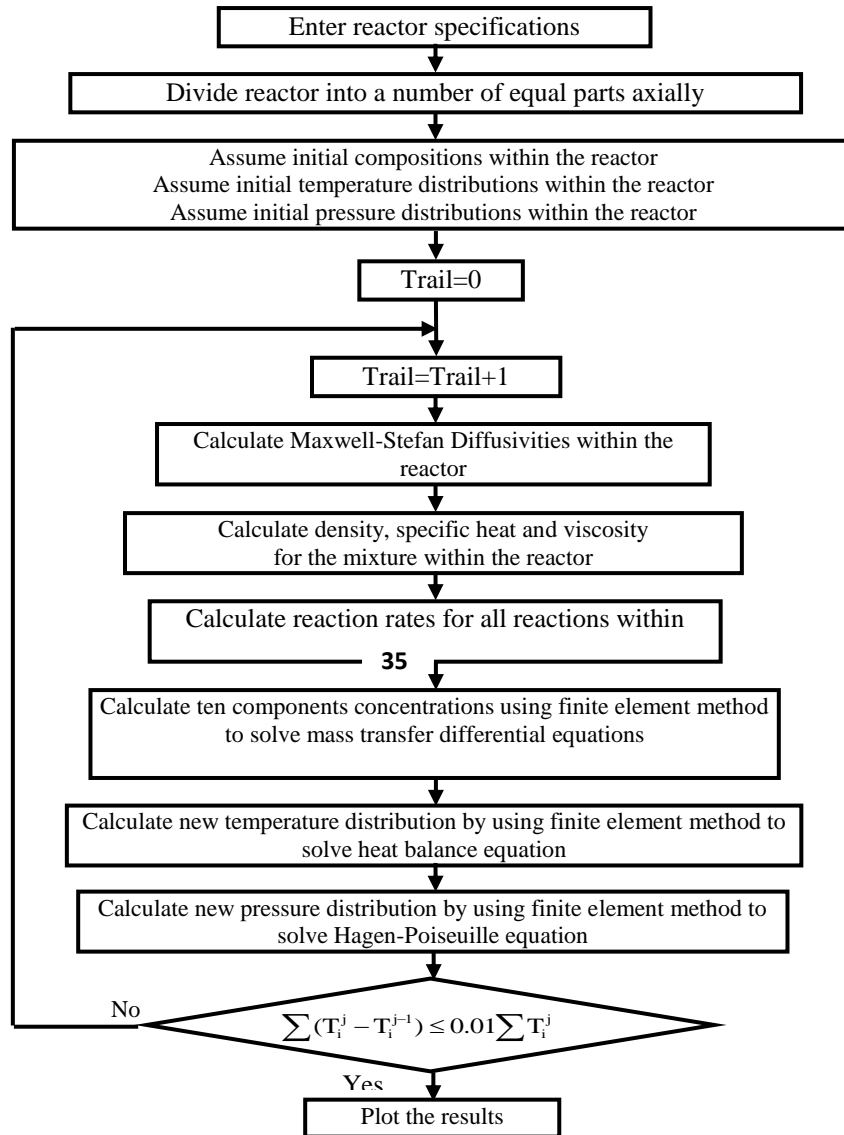 Enter reactor specifications
Divide reactor into a number of equal parts axially
Assume initial compositions within the reactor
Assume initial temperature distributions within the reactor
Assume initial pressure distributions within the reactor
Trail=0
Trail=Trail+1
Calculate Maxwell-Stefan Diffusivities within the
reactor
Calculate density, specific heat and viscosity
for the mixture within the reactor
Calculate reaction rates for all reactions within
35
Calculate ten components concentrations using finite element method
to solve mass transfer differential equations
Calculate new temperature distribution by using finite element method to
solve heat balance equation
Calculate new pressure distribution by using finite element method to
solve Hagen-Poiseuille equation
No
∑(T_i^j − T_i^{j−1}) ≤ 0.01∑T_i^j
Yes
Plot the results